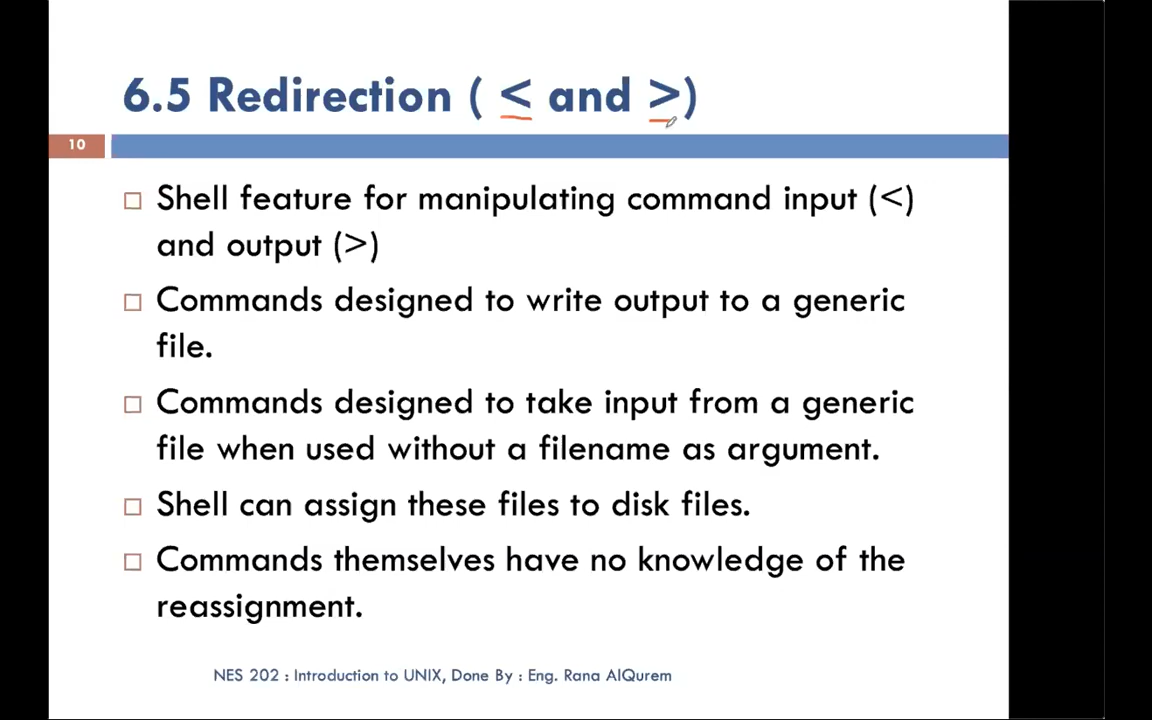 6.5 Redirection ( < and >)
10
Shell feature for manipulating command input (<)
and output (>)
Commands designed to write output to a generic
file.
Commands designed to take input from a generic
file when used without a filename as argument.
Shell can assign these files to disk files.
Commands themselves have no knowledge of the
reassignment.
NES 202 : Introduction to UNIX, Done By : Eng. Rana AlQurem